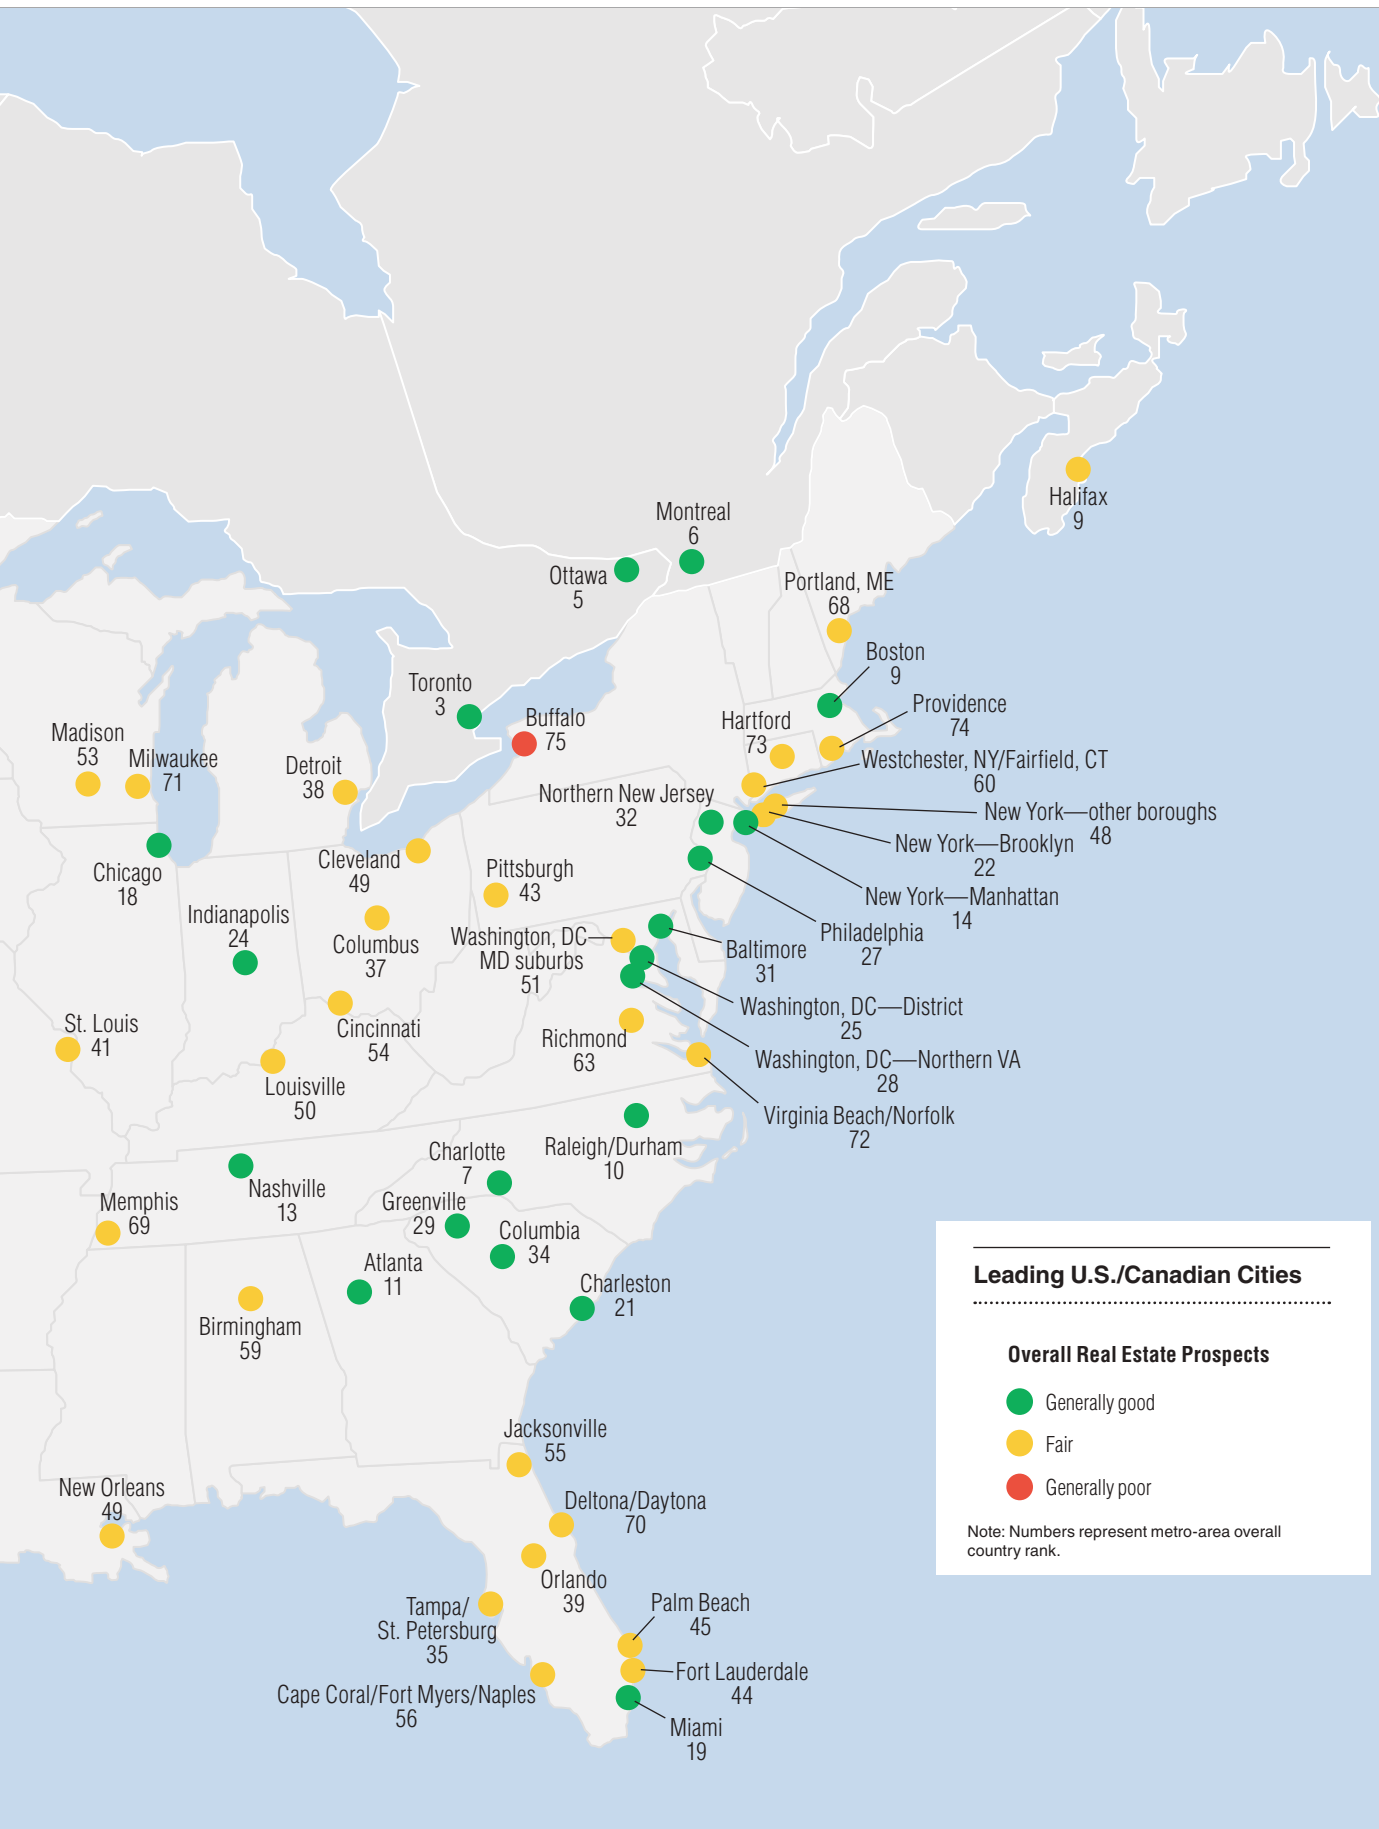 Halifax
9
Montreal
6
Ottawa
5
Portland, ME
68
Boston
9
Toronto
3
Providence
74
Buffalo
75
Hartford
73
Madison
53
Milwaukee
71
Detroit
38
Westchester, NY/Fairfield, CT
60
Northern New Jersey
32
New York—other boroughs
48
New York—Brooklyn
22
Chicago
18
Cleveland
49
Pittsburgh
43
New York—Manhattan
14
Indianapolis
24
Columbus
37
Washington, DC
MD suburbs
51
Baltimore
31
Philadelphia
27
Washington, DC—District
25
St. Louis
41
Cincinnati
54
Richmond
63
Washington, DC—Northern VA
28
Louisville
50
Virginia Beach/Norfolk
72
Raleigh/Durham
10
Charlotte
7
Nashville
13
Memphis
69
Greenville
29
Columbia
34
Atlanta
11
Charleston
21
Birmingham
59
Leading U.S./Canadian Cities
Overall Real Estate Prospects
Generally good
Fair
Generally poor
Note: Numbers represent metro-area overall
country rank.
Jacksonville
55
New Orleans
49
Deltona/Daytona
70
Orlando
39
Tampa/
St. Petersburg
35
Palm Beach
45
Fort Lauderdale
44
Cape Coral/Fort Myers/Naples
56
Miami
19